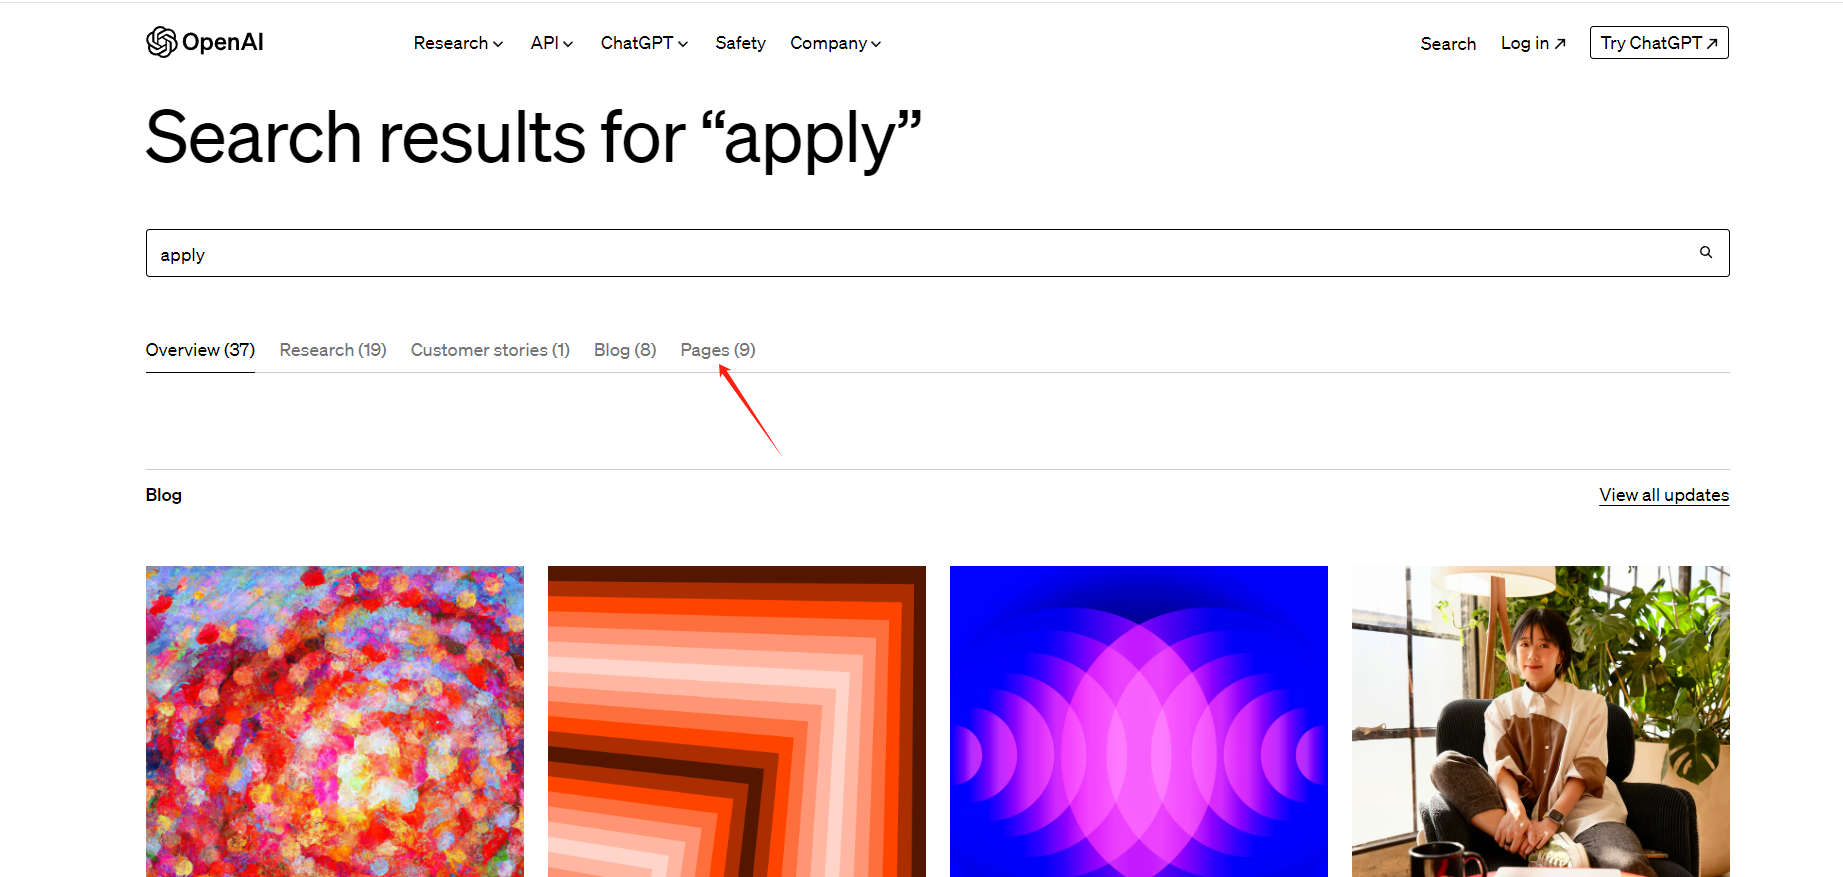 OpenAI Research API ChatGPT Safety Company Search Log in Try ChatGPT
Search results for “apply”
apply
Overview (37) Research (19) Customer stories (1) Blog (8) Pages (9)
Blog View all updates